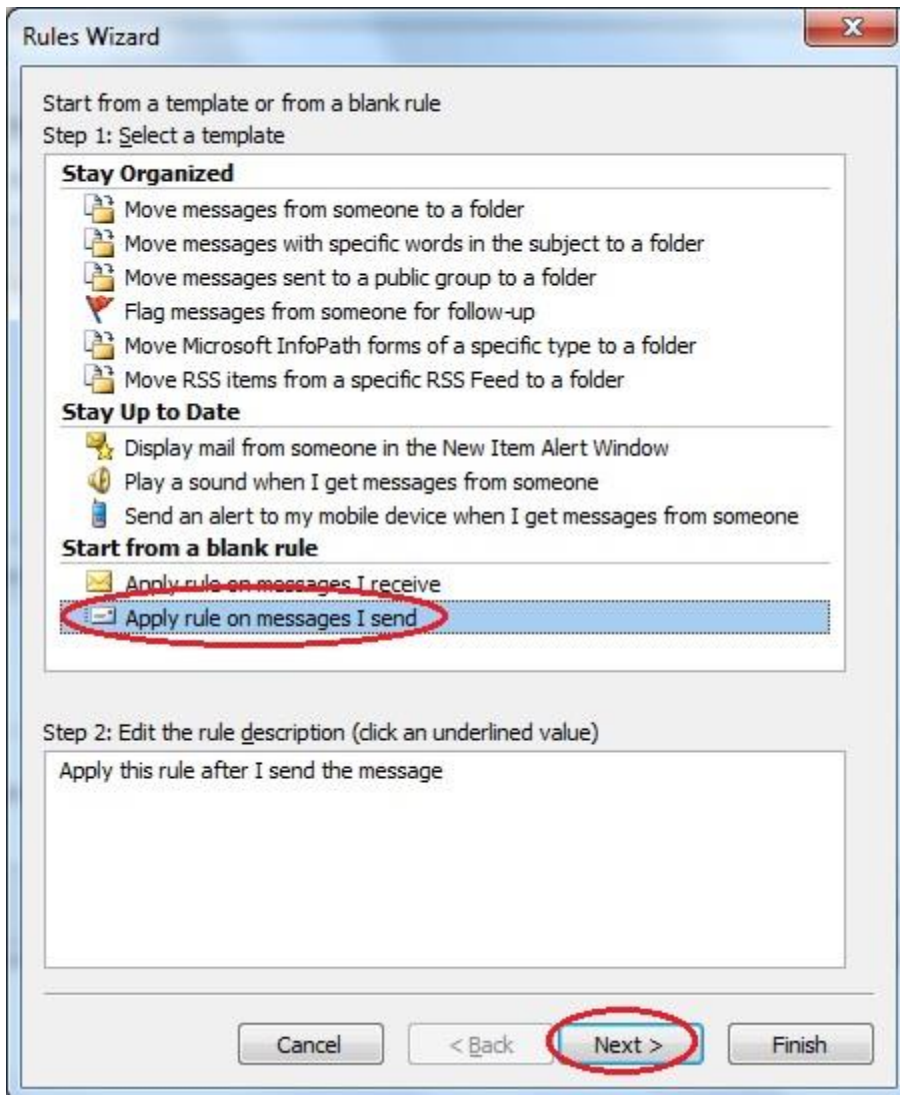 Rules Wizard
Start from a template or from a blank rule
Step 1: Select a template
Stay Organized
Move messages from someone to a folder
Move messages with specific words in the subject to a folder
Move messages sent to a public group to a folder
Flag messages from someone for follow-up
Move Microsoft InfoPath forms of a specific type to a folder
Move RSS items from a specific RSS Feed to a folder
Stay Up to Date
Display mail from someone in the New Item Alert Window
Play a sound when I get messages from someone
Send an alert to my mobile device when I get messages from someone
Start from a blank rule
Apply rule on messages I receive
Apply rule on messages I send
Step 2: Edit the rule description (click an underlined value)
Apply this rule after I send the message
Cancel < Back Next > Finish